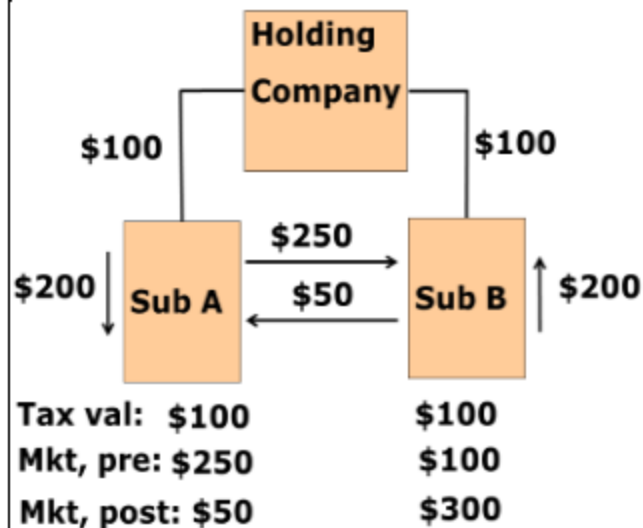 Holding
Company
$100
$100
$250
$200
Sub A
$50
Sub B
$200
Tax val: $100 $100
Mkt, pre: $250 $100
Mkt, post: $50 $300